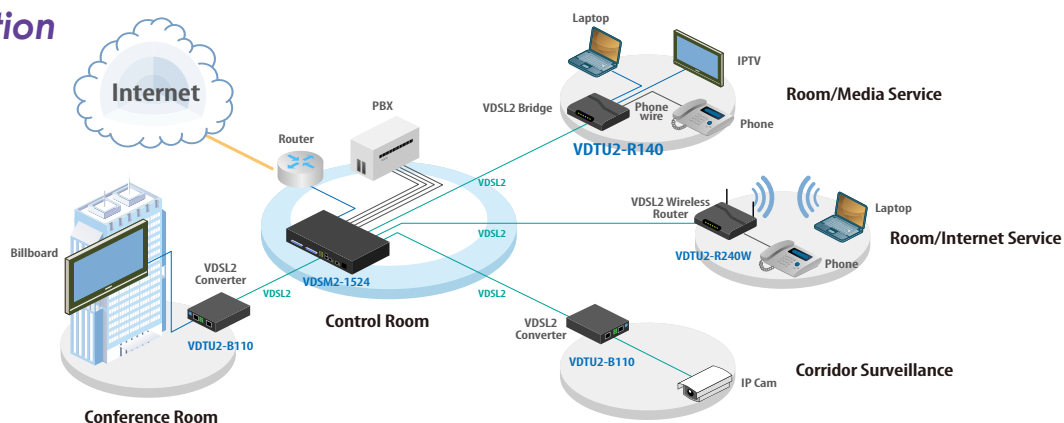 tion
Internet
Router
PBX
VDSM2-1524
Control Room
Laptop
IPTV
VDSL2 Bridge
Phone
wire
Phone
VDTU2-R140
Room/Media Service
VDSL2
VDSL2
VDSL2
VDSL2
VDSL2 Wireless
Router
Laptop
VDTU2-R240W
Phone
Room/Internet Service
Billboard
VDSL2
Converter
VDTU2-B110
Conference Room
VDSL2
Converter
VDTU2-B110
IP Cam
Corridor Surveillance